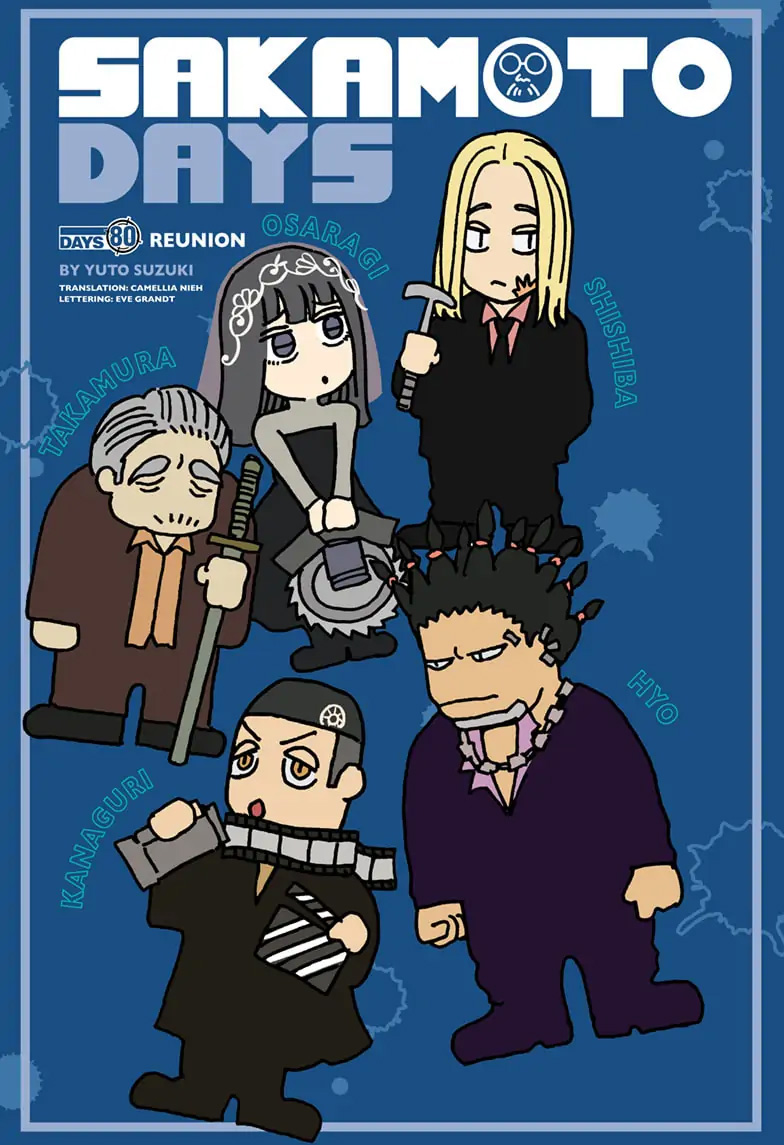 SAKAMOTO
DAYS
DAYS 80 REUNION
BY YUTO SUZUKI
TRANSLATION: CAMELLIA NIEH
LETTERING: EVE GRANDT
OSARAGI
SHISHIBA
TAKAMURA
HYO
KANAGURI